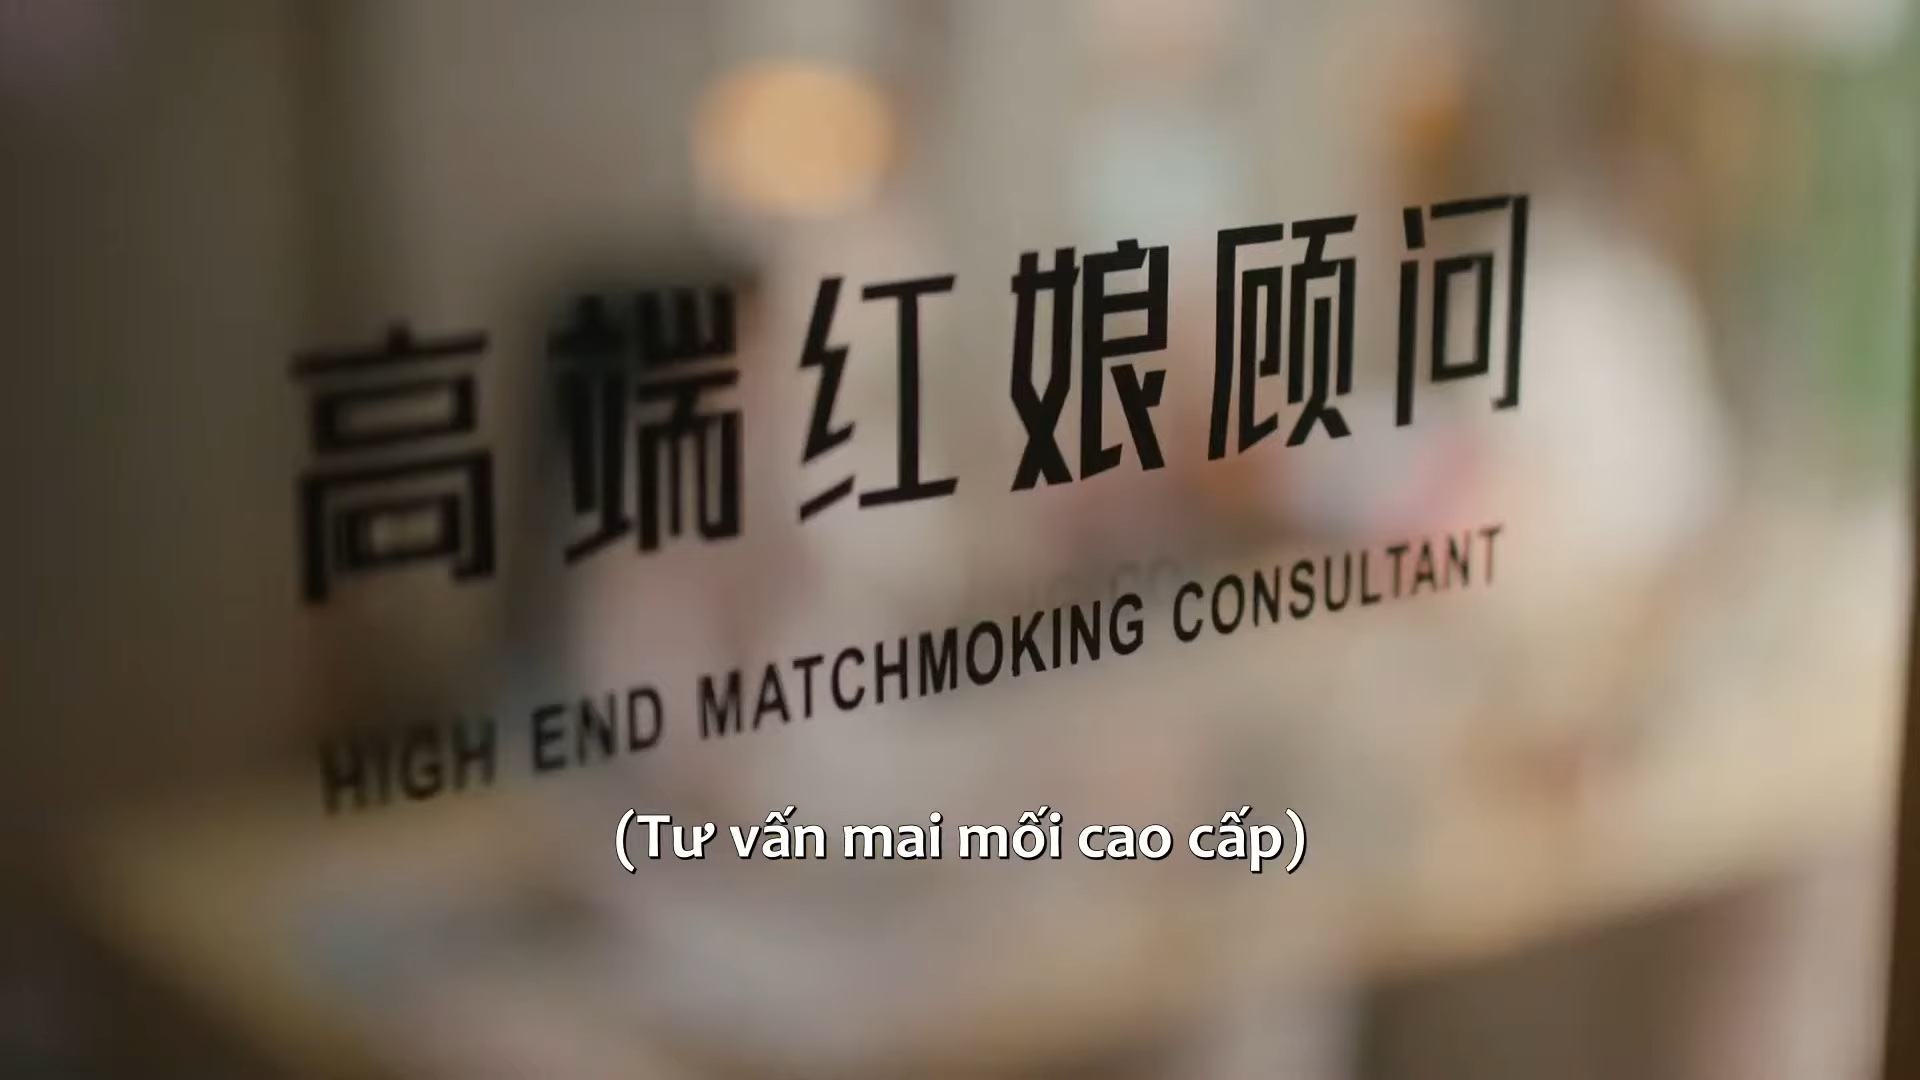 高端红娘顾问
HIGH END MATCHMOKING CONSULTANT
(Tư vấn mai mối cao cấp)